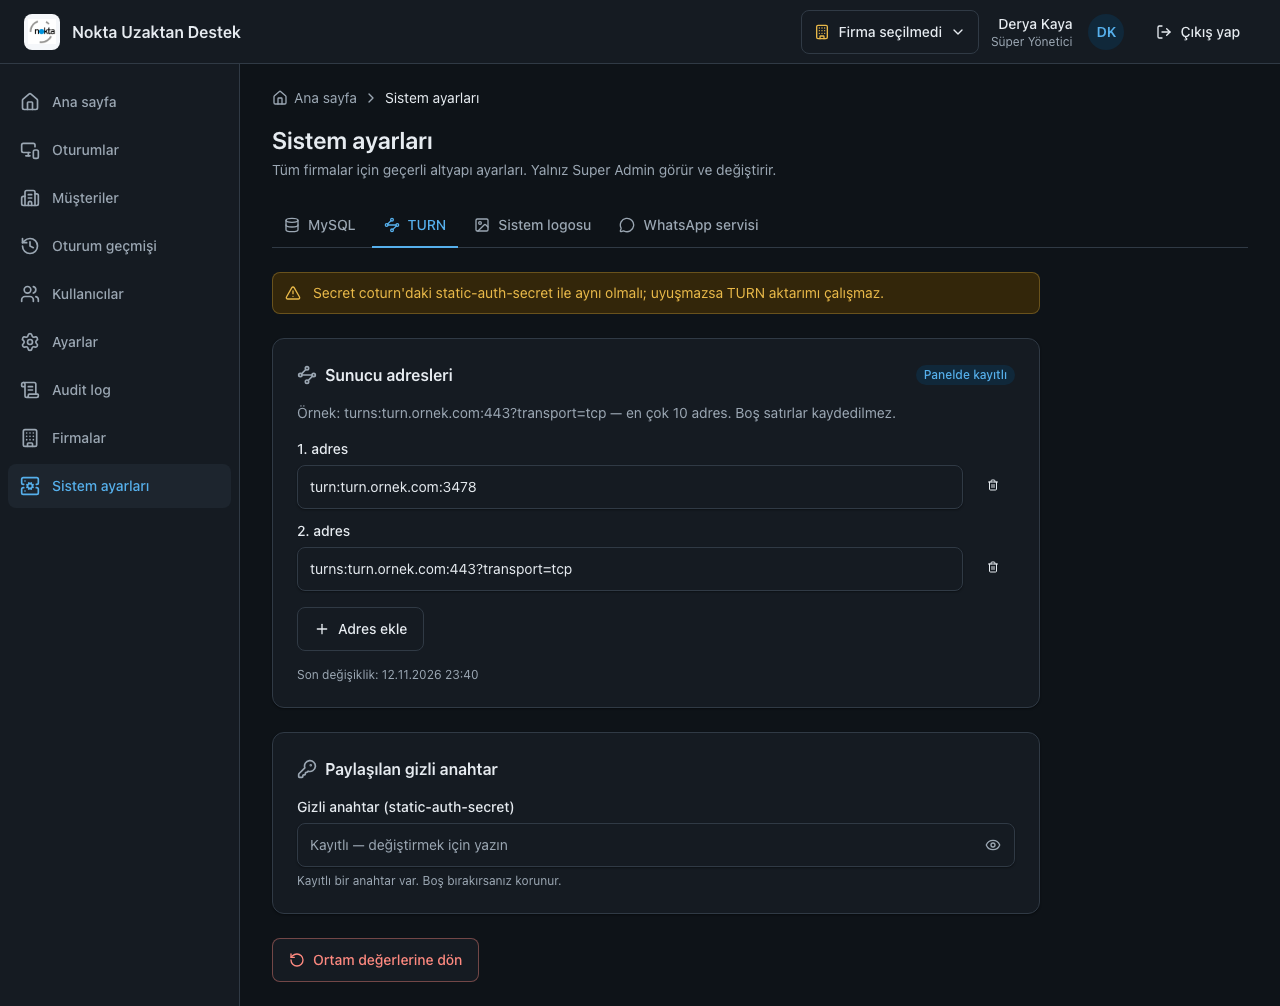 nokta
Nokta Uzaktan Destek
Firma seçilmedi
Derya Kaya
Süper Yönetici
DK
Çıkış yap
Ana sayfa
Oturumlar
Müşteriler
Oturum geçmişi
Kullanıcılar
Ayarlar
Audit log
Firmalar
Sistem ayarları
Ana sayfa
Sistem ayarları
Sistem ayarları
Tüm firmalar için geçerli altyapı ayarları. Yalnız Super Admin görür ve değiştirir.
MySQL
TURN
Sistem logosu
WhatsApp servisi
Secret coturn'daki static-auth-secret ile aynı olmalı; uyuşmazsa TURN aktarımı çalışmaz.
Sunucu adresleri
Panelde kayıtlı
Örnek: turns:turn.ornek.com:443?transport=tcp — en çok 10 adres. Boş satırlar kaydedilmez.
1. adres
turn:turn.ornek.com:3478
2. adres
turns:turn.ornek.com:443?transport=tcp
Adres ekle
Son değişiklik: 12.11.2026 23:40
Paylaşılan gizli anahtar
Gizli anahtar (static-auth-secret)
Kayıtlı — değiştirmek için yazın
Kayıtlı bir anahtar var. Boş bırakırsanız korunur.
Ortam değerlerine dön